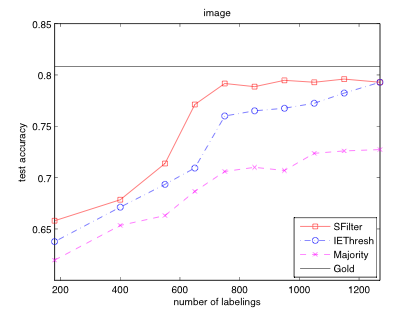 image
0.85
0.8
0.75
0.7
0.65
test accuracy
200
400
600
800
1000
1200
number of labelings
SFilter
IEThresh
Majority
Gold